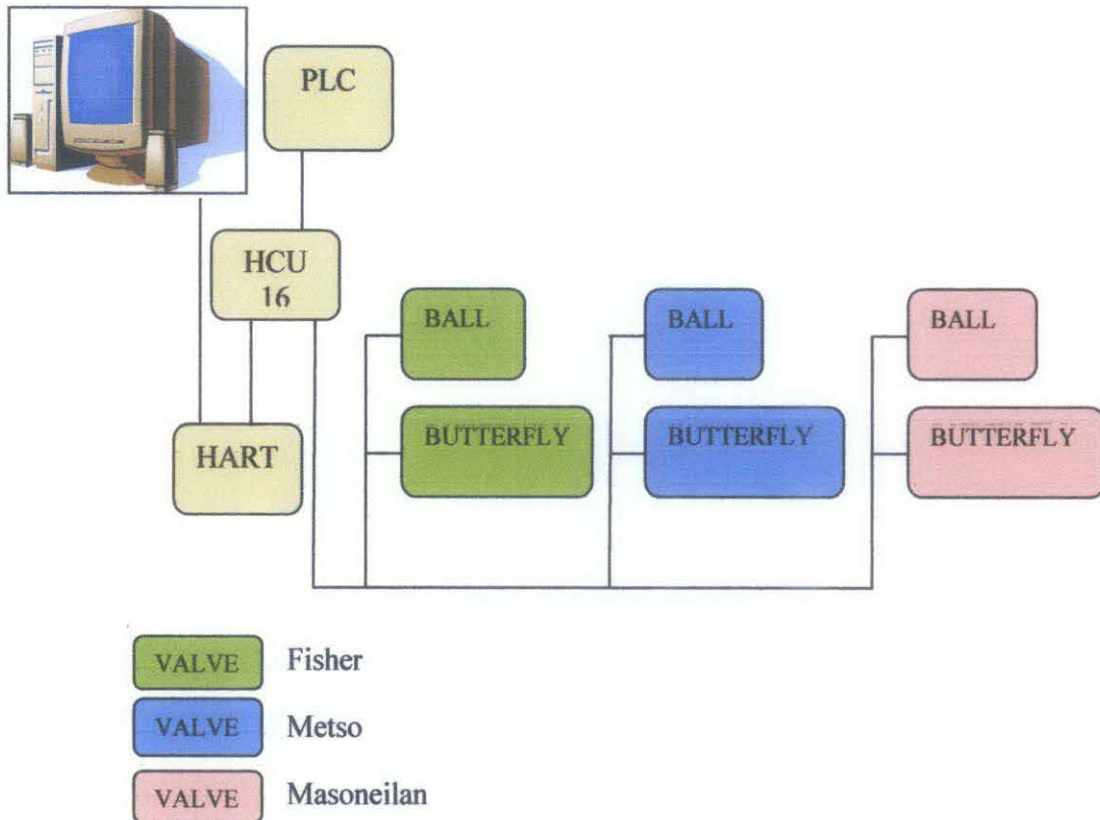 PLC
HCU
16
BALL
BALL
BALL
HART
BUTTERFLY
BUTTERFLY
BUTTERFLY
VALVE Fisher
VALVE Metso
VALVE Masoneilan